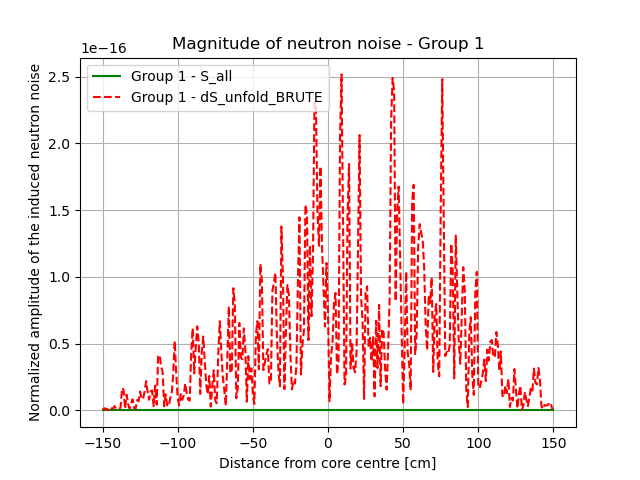 Magnitude of neutron noise - Group 1
1e−16
Group 1 - S_all
Group 1 - dS_unfold_BRUTE
2.5
2.0
1.5
1.0
0.5
0.0
Normalized amplitude of the induced neutron noise
−150
−100
−50
0
50
100
150
Distance from core centre [cm]